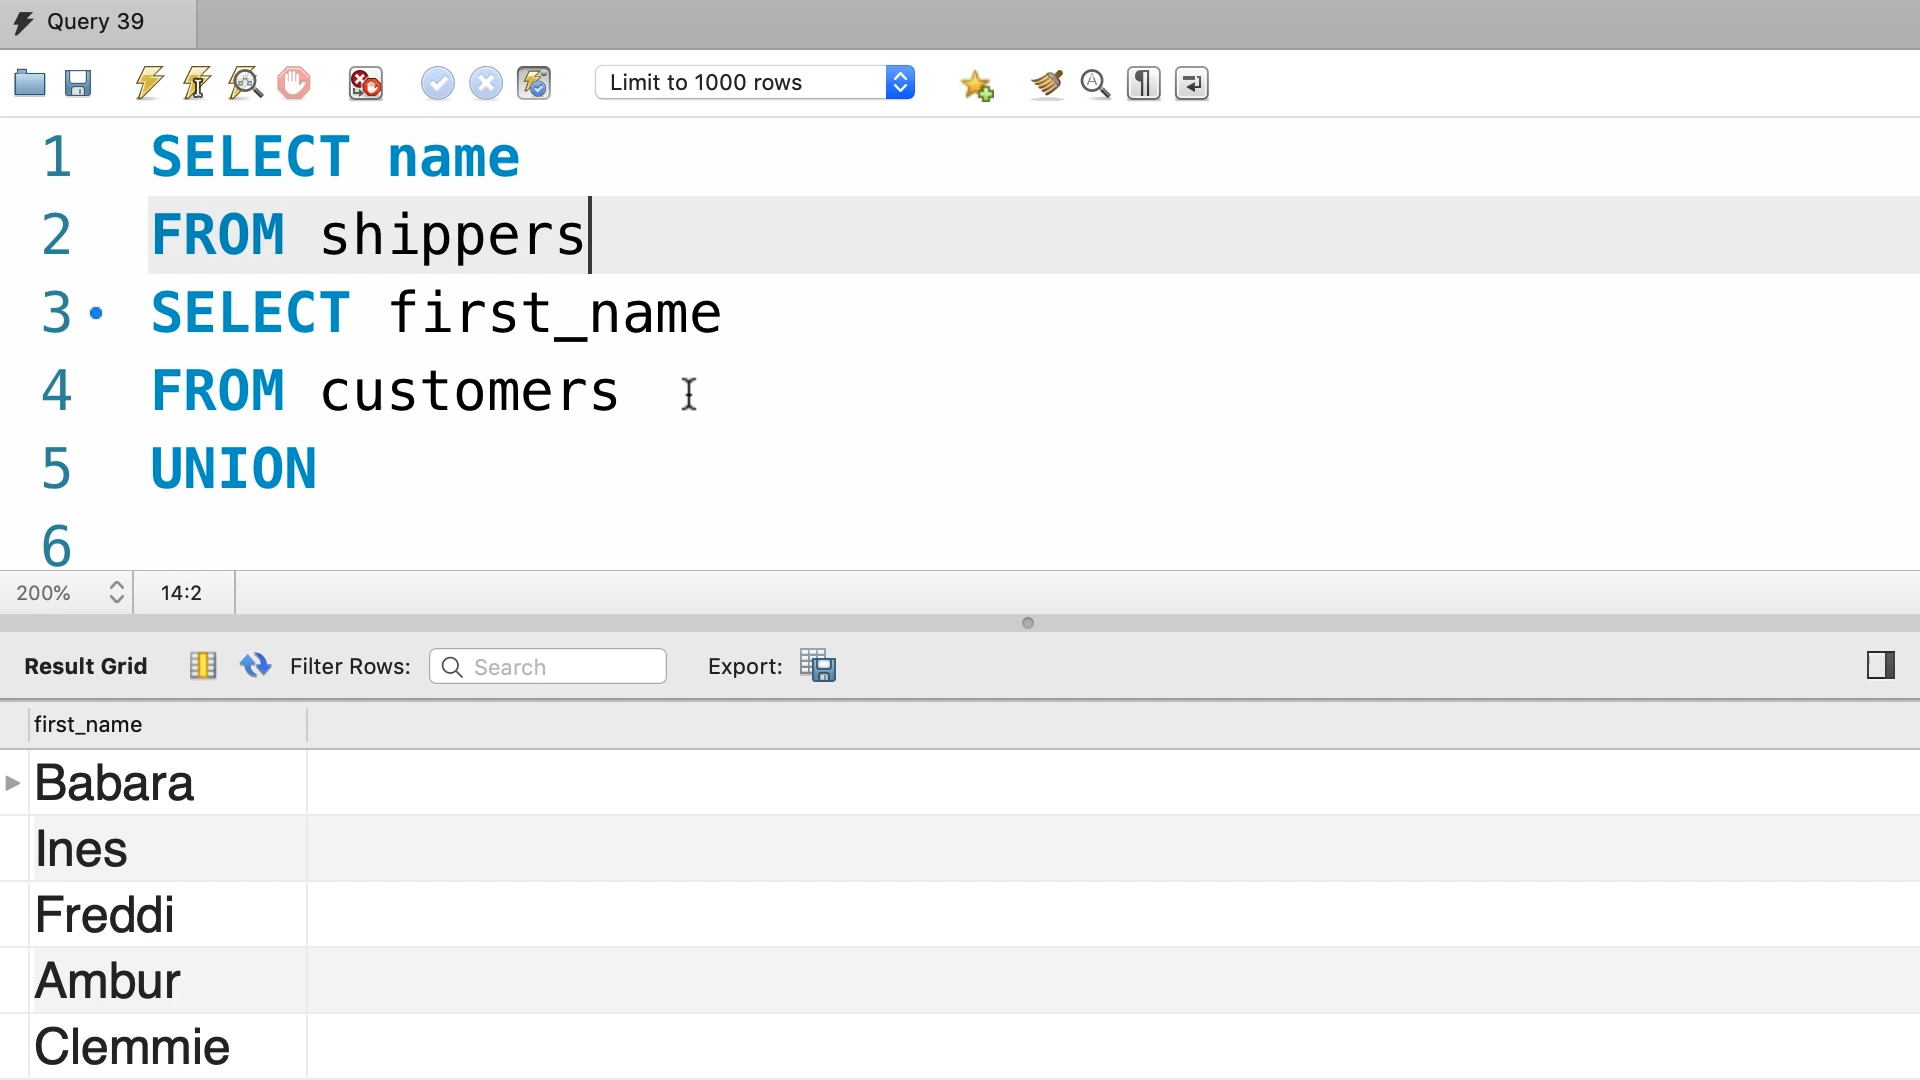 Query 39
Limit to 1000 rows
1 SELECT name
2 FROM shippers
3 SELECT first_name
4 FROM customers
5 UNION
6
200% 14:2
Result Grid Filter Rows: Search Export:
first_name
Babara
Ines
Freddi
Ambur
Clemmie